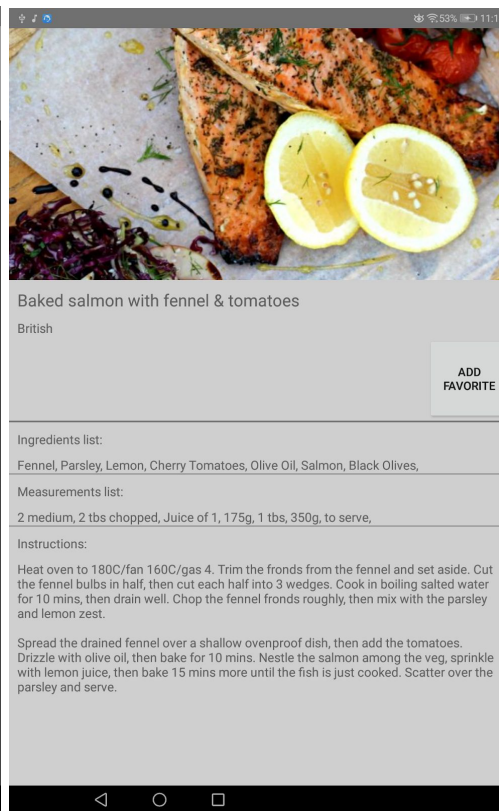 53% 11:1
Baked salmon with fennel & tomatoes
British
ADD
FAVORITE
Ingredients list:
Fennel, Parsley, Lemon, Cherry Tomatoes, Olive Oil, Salmon, Black Olives,
Measurements list:
2 medium, 2 tbs chopped, Juice of 1, 175g, 1 tbs, 350g, to serve,
Instructions:
Heat oven to 180C/fan 160C/gas 4. Trim the fronds from the fennel and set aside. Cut
the fennel bulbs in half, then cut each half into 3 wedges. Cook in boiling salted water
for 10 mins, then drain well. Chop the fennel fronds roughly, then mix with the parsley
and lemon zest.
Spread the drained fennel over a shallow ovenproof dish, then add the tomatoes.
Drizzle with olive oil, then bake for 10 mins. Nestle the salmon among the veg, sprinkle
with lemon juice, then bake 15 mins more until the fish is just cooked. Scatter over the
parsley and serve.